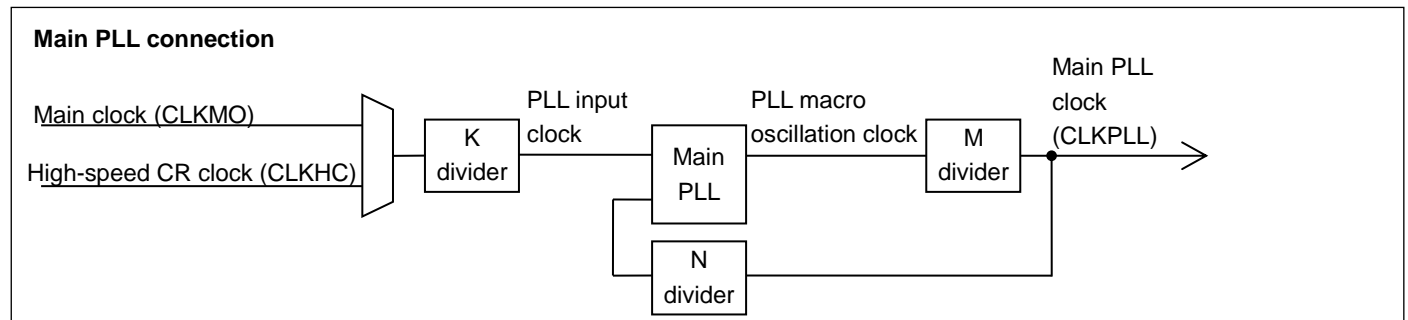 Main PLL connection
Main clock (CLKMO)
High-speed CR clock (CLKHC)
K
divider
PLL input
clock
Main
PLL
PLL macro
oscillation clock
M
divider
Main PLL
clock
(CLKPLL)
N
divider